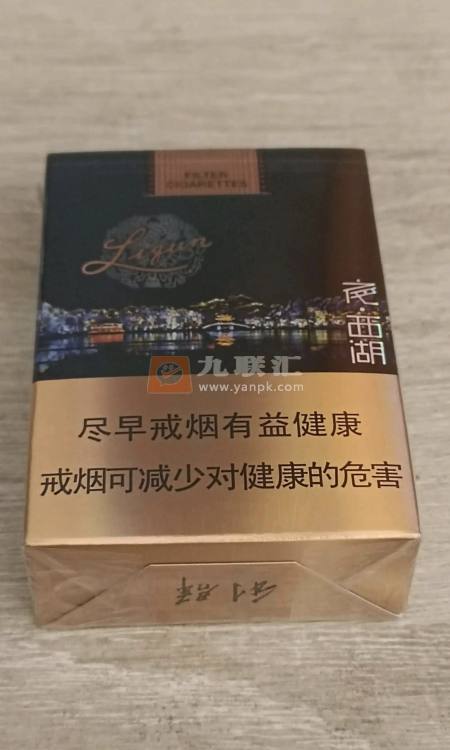 FILTER
CIGARETTES
Liqun
夜·西湖
九联汇
www.yanpk.com
尽早戒烟有益健康
戒烟可减少对健康的危害